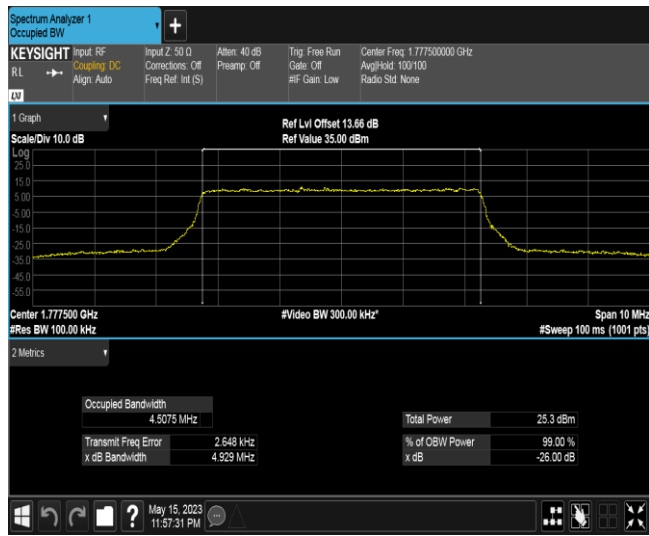 Spectrum Analyzer 1
Occupied BW
+
KEYSIGHT
RL
LXI
Input: RF
Coupling: DC
Align: Auto
Input Z: 50 Ω
Corrections: Off
Freq Ref: Int (S)
Atten: 40 dB
Preamp: Off
Trig: Free Run
Gate: Off
#IF Gain: Low
Center Freq: 1.777500000 GHz
Avg|Hold: 100/100
Radio Std: None
1 Graph
Scale/Div 10.0 dB
Ref Lvl Offset 13.66 dB
Ref Value 35.00 dBm
Log
25.0
15.0
5.00
-5.00
-15.0
-25.0
-35.0
-45.0
-55.0
Center 1.777500 GHz
#Res BW 100.00 kHz
#Video BW 300.00 kHz*
Span 10 MHz
#Sweep 100 ms (1001 pts)
2 Metrics
Occupied Bandwidth
4.5075 MHz
Transmit Freq Error 2.648 kHz
x dB Bandwidth 4.929 MHz
Total Power 25.3 dBm
% of OBW Power 99.00 %
x dB -26.00 dB
?
May 15, 2023
11:57:31 PM